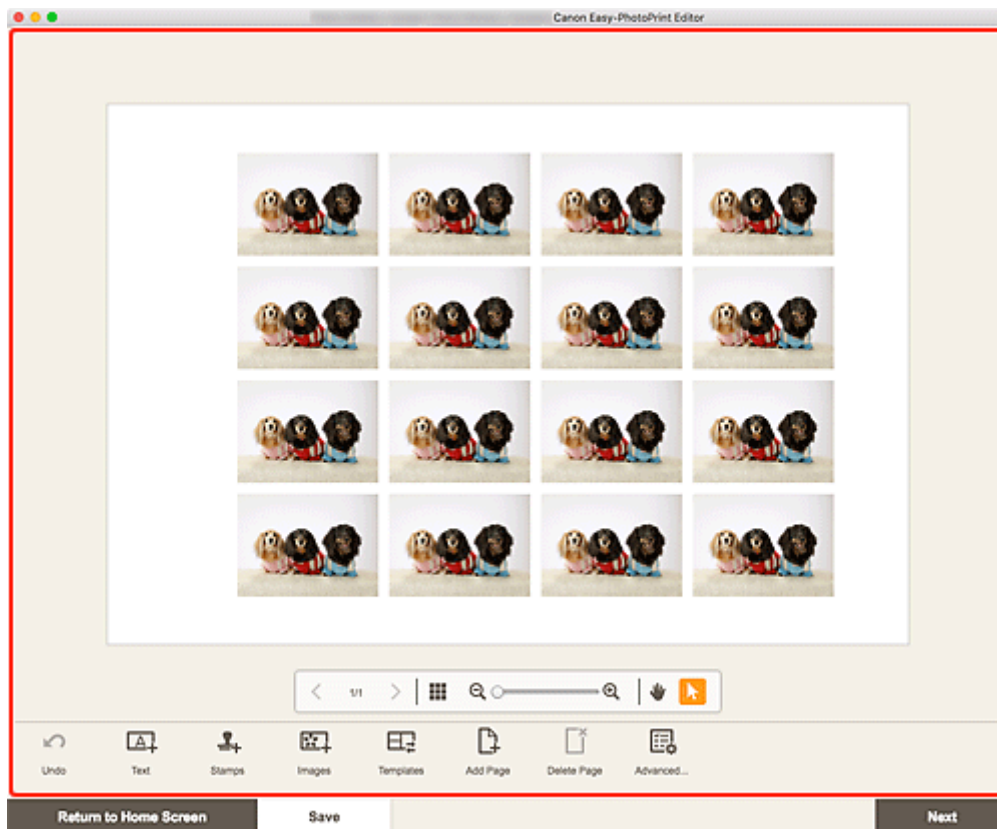 Canon Easy-PhotoPrint Editor
1/1
Undo
Text
Stamps
Images
Templates
Add Page
Delete Page
Advanced...
Return to Home Screen
Save
Next